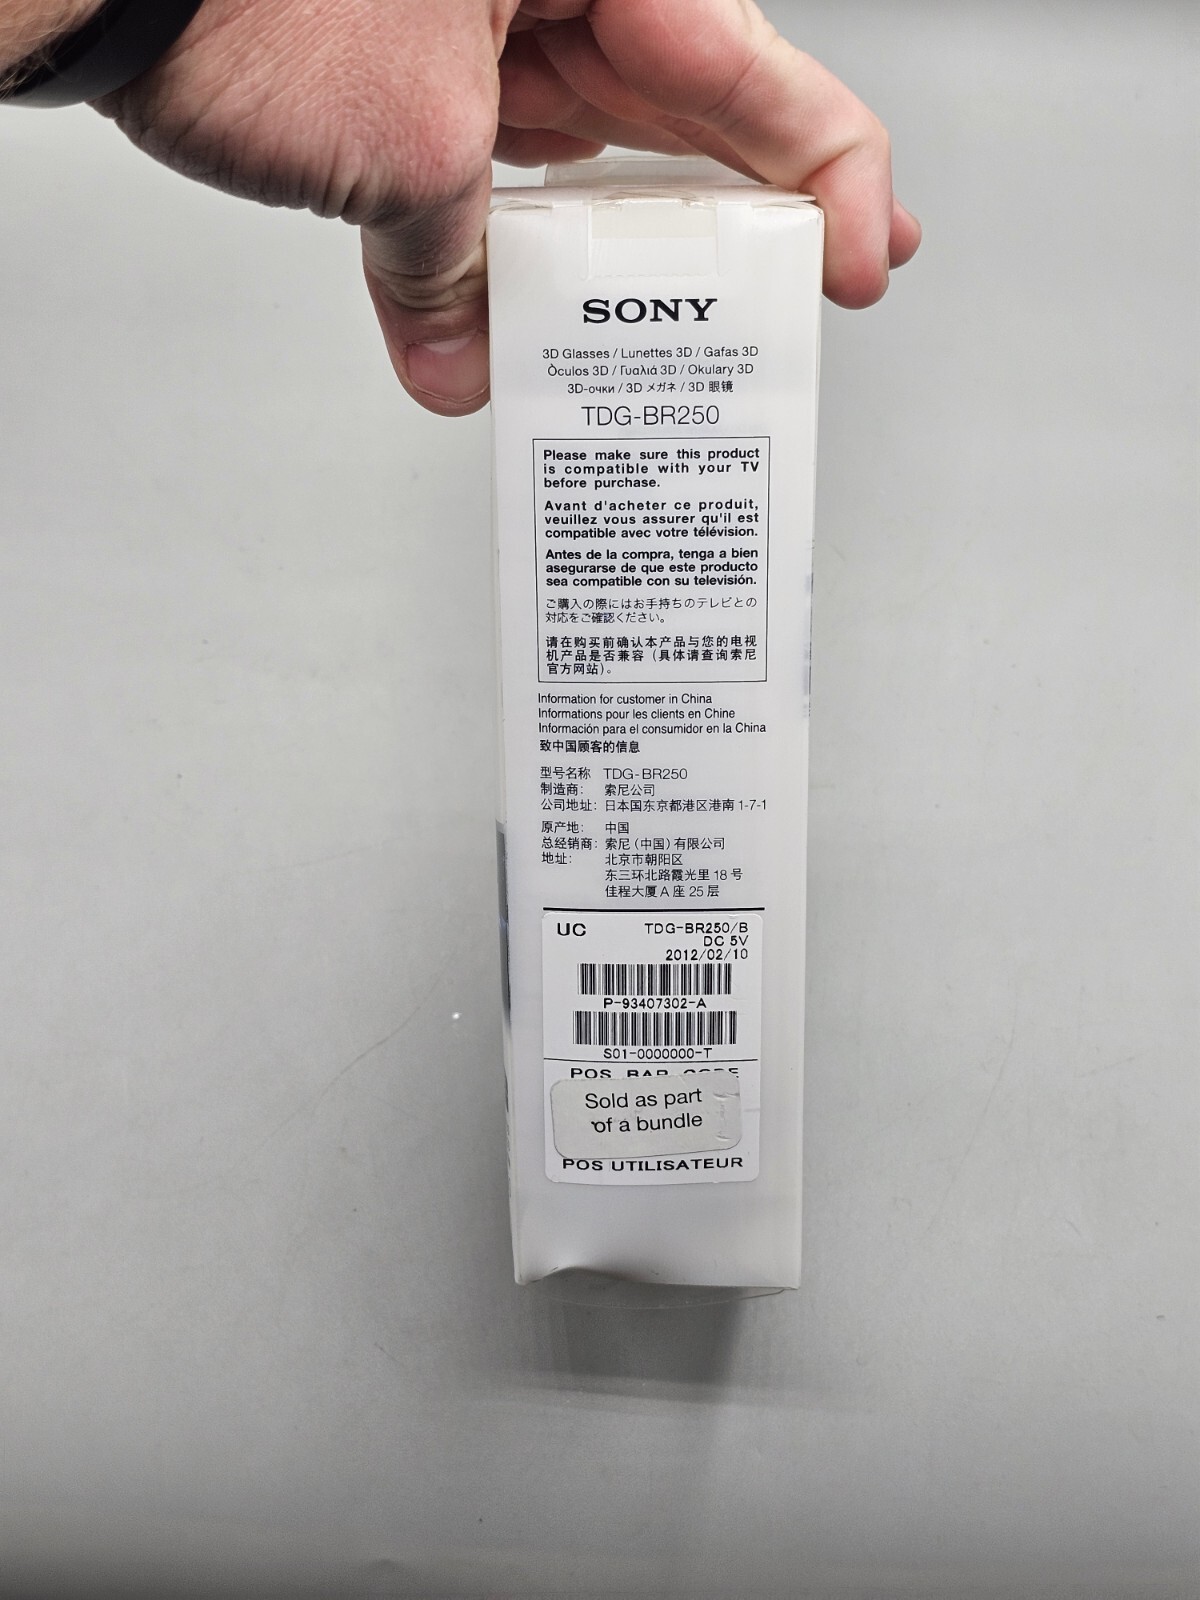 SONY
3D Glasses / Lunettes 3D / Gafas 3D
Òculos 3D / Γυαλιά 3D / Okulary 3D
3D-очки / 3D メガネ / 3D 眼镜
TDG-BR250
Please make sure this product
is compatible with your TV
before purchase.
Avant d'acheter ce produit,
veuillez vous assurer qu'il est
compatible avec votre télévision.
Antes de la compra, tenga a bien
asegurarse de que este producto
sea compatible con su televisión.
ご購入の際にはお手持ちのテレビとの
対応をご確認ください。
请在购买前确认本产品与您的电视
机产品是否兼容（具体请查询索尼
官方网站）。
Information for customer in China
Informations pour les clients en Chine
Información para el consumidor en la China
致中国顾客的信息
型号名称 TDG-BR250
制造商： 索尼公司
公司地址： 日本国东京都港区港南 1-7-1
原产地： 中国
总经销商： 索尼（中国）有限公司
地址： 北京市朝阳区
东三环北路霞光里 18 号
佳程大厦 A 座 25 层
UC TDG-BR250/B
DC 5V
2012/02/10
P-93407302-A
S01-0000000-T
POS BAR CODE
Sold as part
of a bundle
POS UTILISATEUR